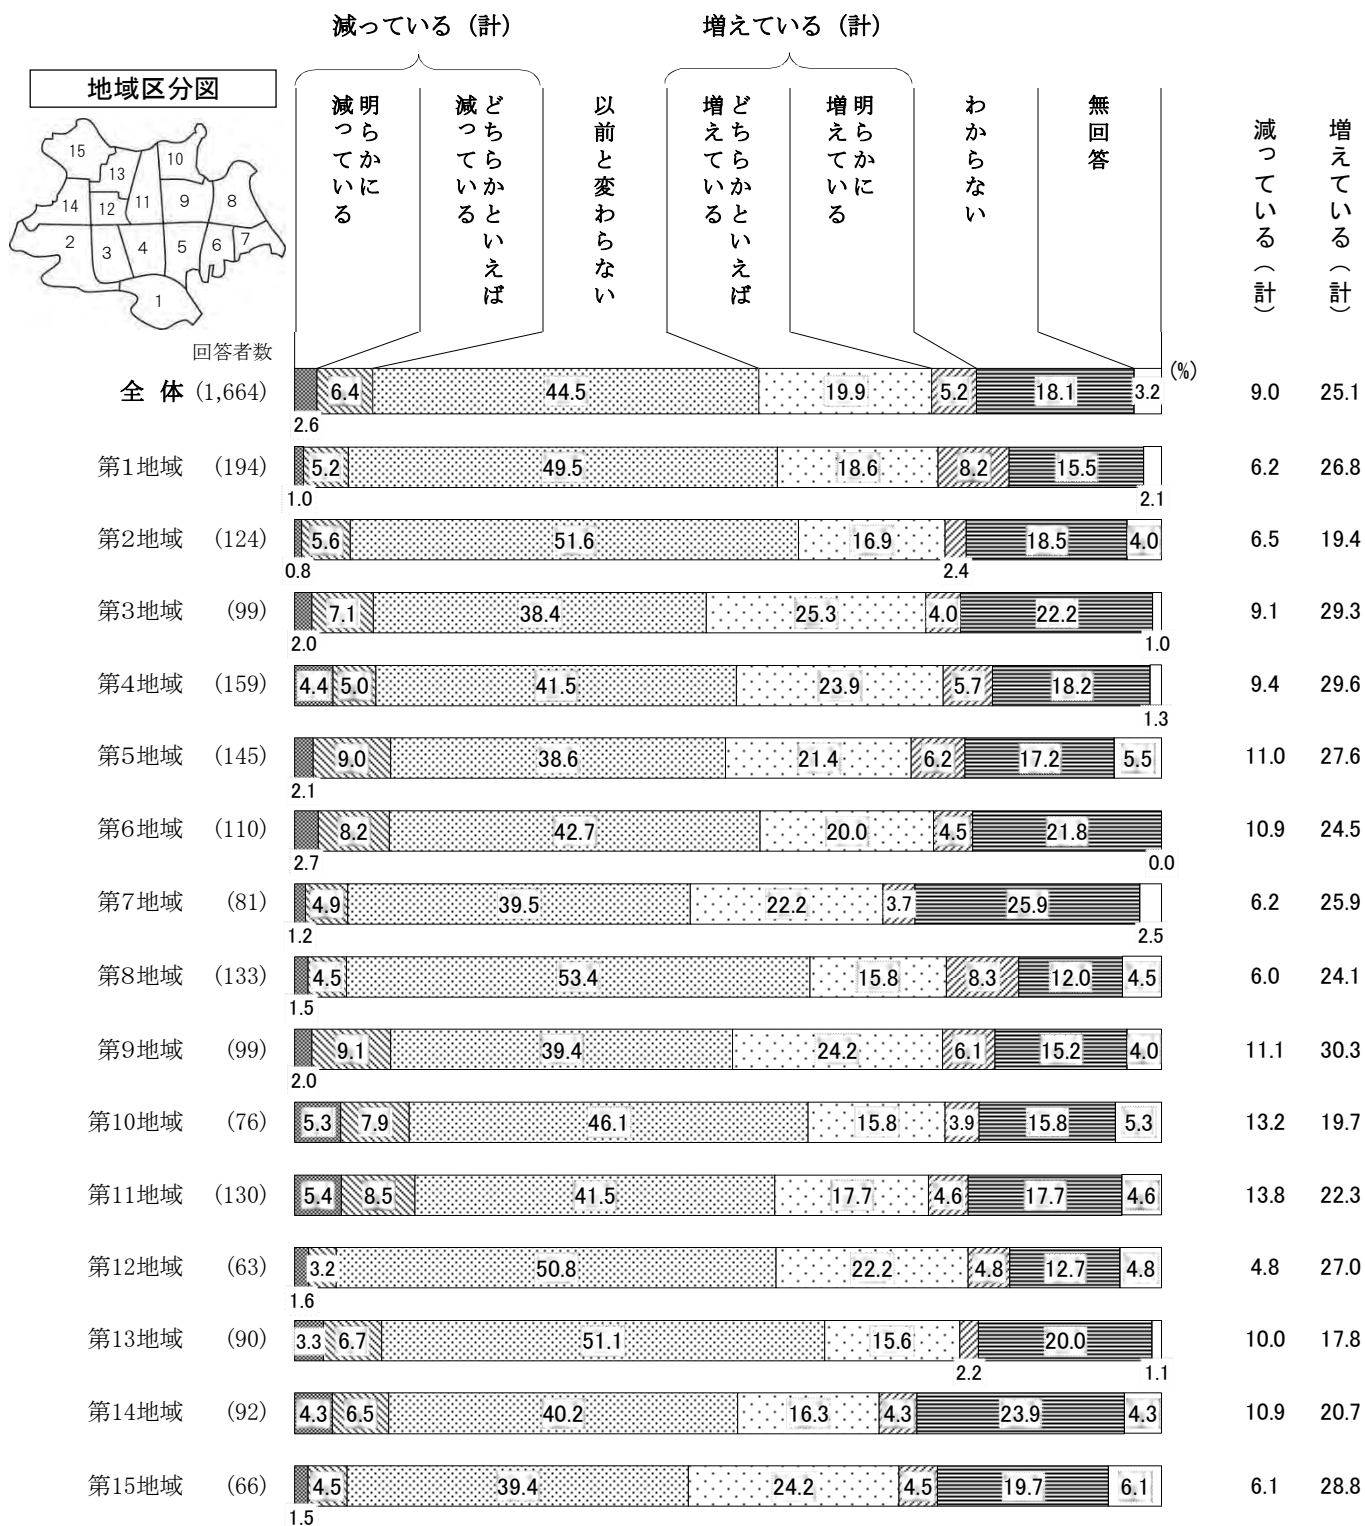 減っている（計）
増えている（計）
地域区分図
明らかに
減っている
どちらかといえば
減っている
以前と変わらない
どちらかといえば
増えている
明らかに
増えている
わからない
無回答
減っている（計）
増えている（計）
15
13
10
14
12
11
9
8
2
3
4
5
6
7
1
回答者数
(%)
全 体 (1,664) 6.4 44.5 19.9 5.2 18.1 3.2 9.0 25.1
2.6
第1地域 (194) 5.2 49.5 18.6 8.2 15.5 6.2 26.8
1.0 2.1
第2地域 (124) 5.6 51.6 16.9 18.5 4.0 6.5 19.4
0.8 2.4
第3地域 (99) 7.1 38.4 25.3 4.0 22.2 9.1 29.3
2.0 1.0
第4地域 (159) 4.4 5.0 41.5 23.9 5.7 18.2 9.4 29.6
1.3
第5地域 (145) 9.0 38.6 21.4 6.2 17.2 5.5 11.0 27.6
2.1
第6地域 (110) 8.2 42.7 20.0 4.5 21.8 10.9 24.5
2.7 0.0
第7地域 (81) 4.9 39.5 22.2 3.7 25.9 6.2 25.9
1.2 2.5
第8地域 (133) 4.5 53.4 15.8 8.3 12.0 4.5 6.0 24.1
1.5
第9地域 (99) 9.1 39.4 24.2 6.1 15.2 4.0 11.1 30.3
2.0
第10地域 (76) 5.3 7.9 46.1 15.8 3.9 15.8 5.3 13.2 19.7
第11地域 (130) 5.4 8.5 41.5 17.7 4.6 17.7 4.6 13.8 22.3
第12地域 (63) 3.2 50.8 22.2 4.8 12.7 4.8 4.8 27.0
1.6
第13地域 (90) 3.3 6.7 51.1 15.6 20.0 10.0 17.8
2.2 1.1
第14地域 (92) 4.3 6.5 40.2 16.3 4.3 23.9 4.3 10.9 20.7
第15地域 (66) 4.5 39.4 24.2 4.5 19.7 6.1 6.1 28.8
1.5